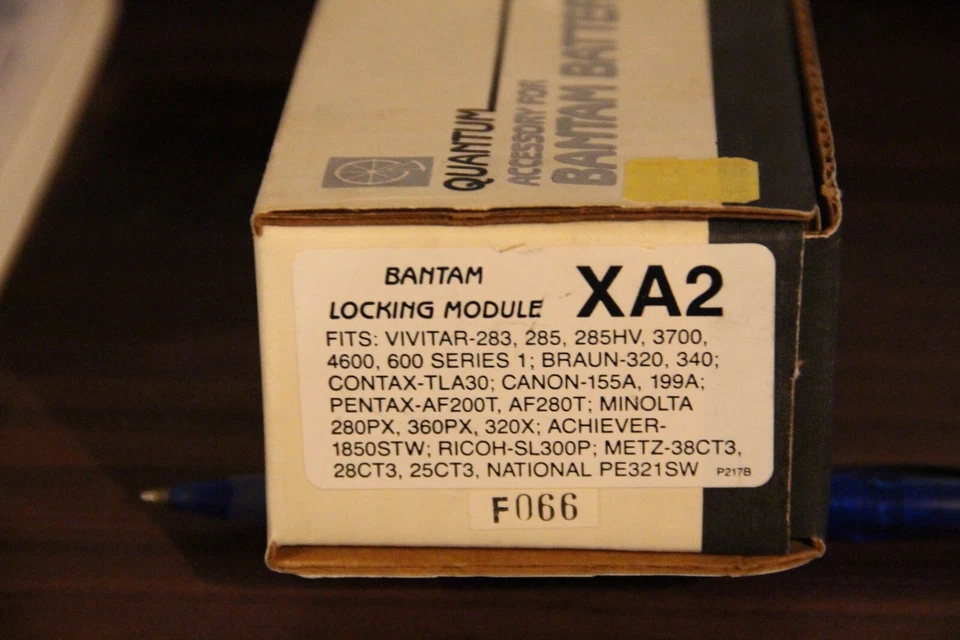 QUANTUM
ACCESSORY FOR
BANTAM BATTER
BANTAM
LOCKING MODULE XA2
FITS: VIVITAR-283, 285, 285HV, 3700,
4600, 600 SERIES 1; BRAUN-320, 340;
CONTAX-TLA30; CANON-155A, 199A;
PENTAX-AF200T, AF280T; MINOLTA
280PX, 360PX, 320X; ACHIEVER-
1850STW; RICOH-SL300P; METZ-38CT3,
28CT3, 25CT3, NATIONAL PE321SW P217B
F066